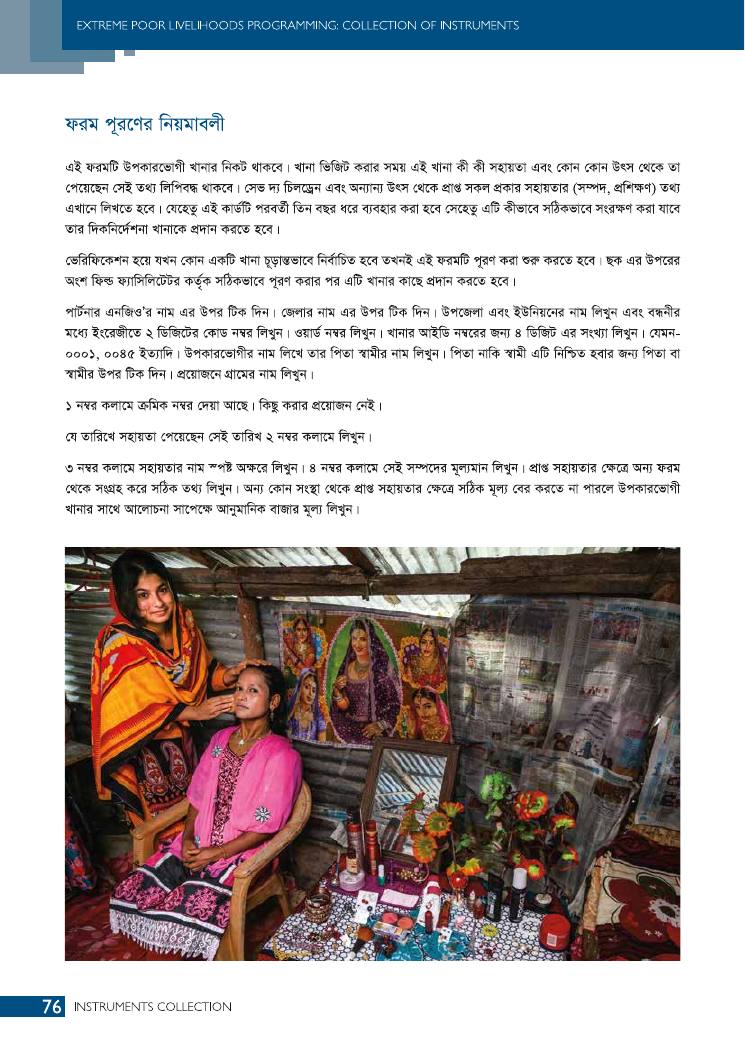 EXTREME POOR LIVELIHOODS PROGRAMMING: COLLECTION OF INSTRUMENTS
ফরম পূরণের নিয়মাবলী
এই ফরমটি উপকারভোগী খানার নিকট থাকবে। খানা ভিজিট করার সময় এই খানা কী কী সহায়তা এবং কোন কোন উৎস থেকে তা
পেয়েছেন সেই তথ্য লিপিবদ্ধ থাকবে। সেভ দ্য চিলড্রেন এবং অন্যান্য উৎস থেকে প্রাপ্ত সকল প্রকার সহায়তার (সম্পদ, প্রশিক্ষণ) তথ্য
এখানে লিখতে হবে। যেহেতু এই কার্ডটি পরবর্তী তিন বছর ধরে ব্যবহার করা হবে সেহেতু এটি কীভাবে সঠিকভাবে সংরক্ষণ করা যাবে
তার দিকনির্দেশনা খানাকে প্রদান করতে হবে।
ভেরিফিকেশন হয়ে যখন কোন একটি খানা চূড়ান্তভাবে নির্বাচিত হবে তখনই এই ফরমটি পূরণ করা শুরু করতে হবে। ছক এর উপরের
অংশ ফিল্ড ফ্যাসিলিটেটর কর্তৃক সঠিকভাবে পূরণ করার পর এটি খানার কাছে প্রদান করতে হবে।
পার্টনার এনজিও'র নাম এর উপর টিক দিন। জেলার নাম এর উপর টিক দিন। উপজেলা এবং ইউনিয়নের নাম লিখুন এবং বন্ধনীর
মধ্যে ইংরেজীতে ২ ডিজিটের কোড নম্বর লিখুন। ওয়ার্ড নম্বর লিখুন। খানার আইডি নম্বরের জন্য ৪ ডিজিট এর সংখ্যা লিখুন। যেমন-
০০০১, ০০৪৫ ইত্যাদি। উপকারভোগীর নাম লিখে তার পিতা স্বামীর নাম লিখুন। পিতা নাকি স্বামী এটি নিশ্চিত হবার জন্য পিতা বা
স্বামীর উপর টিক দিন। প্রয়োজনে গ্রামের নাম লিখুন।
১ নম্বর কলামে ক্রমিক নম্বর দেয়া আছে। কিছু করার প্রয়োজন নেই।
যে তারিখে সহায়তা পেয়েছেন সেই তারিখ ২ নম্বর কলামে লিখুন।
৩ নম্বর কলামে সহায়তার নাম স্পষ্ট অক্ষরে লিখুন। ৪ নম্বর কলামে সেই সম্পদের মূল্যমান লিখুন। প্রাপ্ত সহায়তার ক্ষেত্রে অন্য ফরম
থেকে সংগ্রহ করে সঠিক তথ্য লিখুন। অন্য কোন সংস্থা থেকে প্রাপ্ত সহায়তার ক্ষেত্রে সঠিক মূল্য বের করতে না পারলে উপকারভোগী
খানার সাথে আলোচনা সাপেক্ষে আনুমানিক বাজার মূল্য লিখুন।
76 INSTRUMENTS COLLECTION